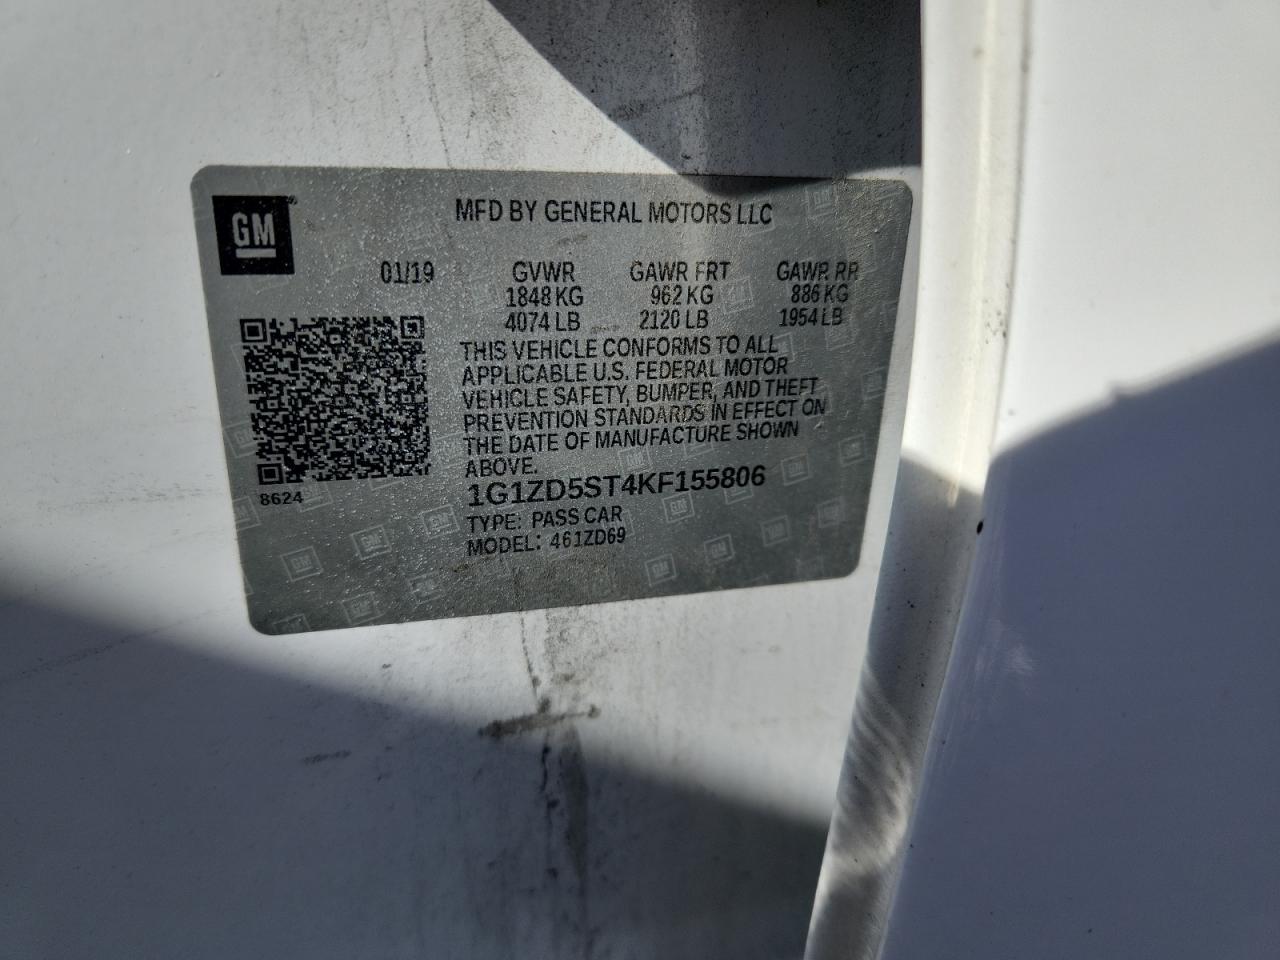 GM
MFD BY GENERAL MOTORS LLC
01/19 GVWR GAWR FRT GAWR RR
1848 KG 962 KG 886 KG
4074 LB 2120 LB 1954 LB
THIS VEHICLE CONFORMS TO ALL
APPLICABLE U.S. FEDERAL MOTOR
VEHICLE SAFETY, BUMPER, AND THEFT
PREVENTION STANDARDS IN EFFECT ON
THE DATE OF MANUFACTURE SHOWN
ABOVE.
8624
1G1ZD5ST4KF155806
TYPE: PASS CAR
MODEL: 461ZD69